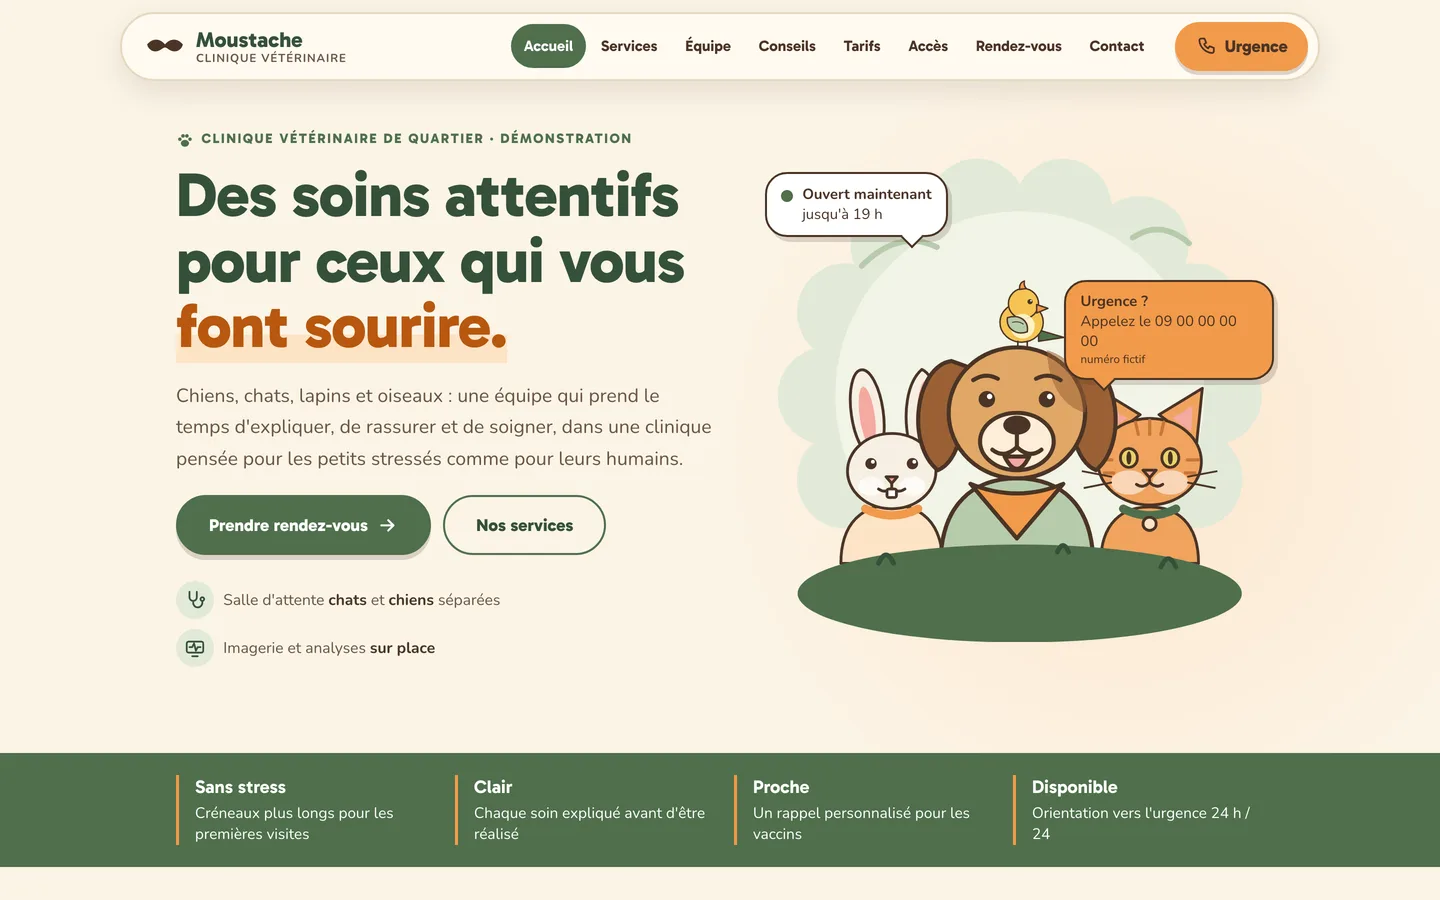 Moustache
CLINIQUE VÉTÉRINAIRE
Accueil
Services
Équipe
Conseils
Tarifs
Accès
Rendez-vous
Contact
Urgence
CLINIQUE VÉTÉRINAIRE DE QUARTIER · DÉMONSTRATION
Des soins attentifs
pour ceux qui vous
font sourire.
Chiens, chats, lapins et oiseaux : une équipe qui prend le
temps d'expliquer, de rassurer et de soigner, dans une clinique
pensée pour les petits stressés comme pour leurs humains.
Prendre rendez-vous
Nos services
Salle d'attente chats et chiens séparées
Imagerie et analyses sur place
Ouvert maintenant
jusqu'à 19 h
Urgence ?
Appelez le 09 00 00 00
00
numéro fictif
Sans stress
Créneaux plus longs pour les
premières visites
Clair
Chaque soin expliqué avant d'être
réalisé
Proche
Un rappel personnalisé pour les
vaccins
Disponible
Orientation vers l'urgence 24 h /
24